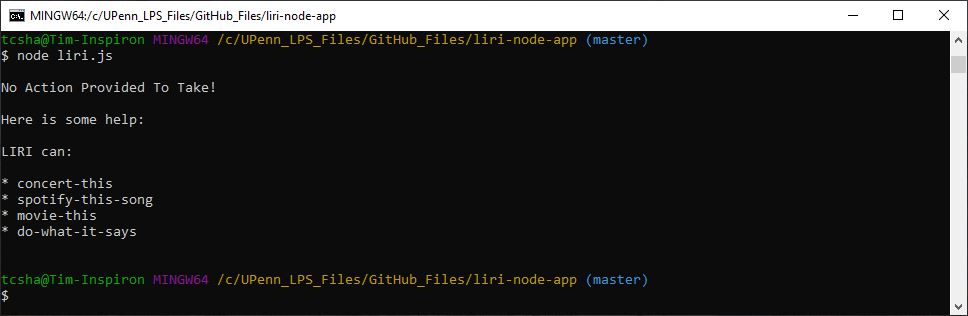 MINGW64:/c/UPenn_LPS_Files/GitHub_Files/liri-node-app
tcsha@Tim-Inspiron MINGW64 /c/UPenn_LPS_Files/GitHub_Files/liri-node-app (master)
$ node liri.js
No Action Provided To Take!
Here is some help:
LIRI can:
* concert-this
* spotify-this-song
* movie-this
* do-what-it-says
tcsha@Tim-Inspiron MINGW64 /c/UPenn_LPS_Files/GitHub_Files/liri-node-app (master)
$